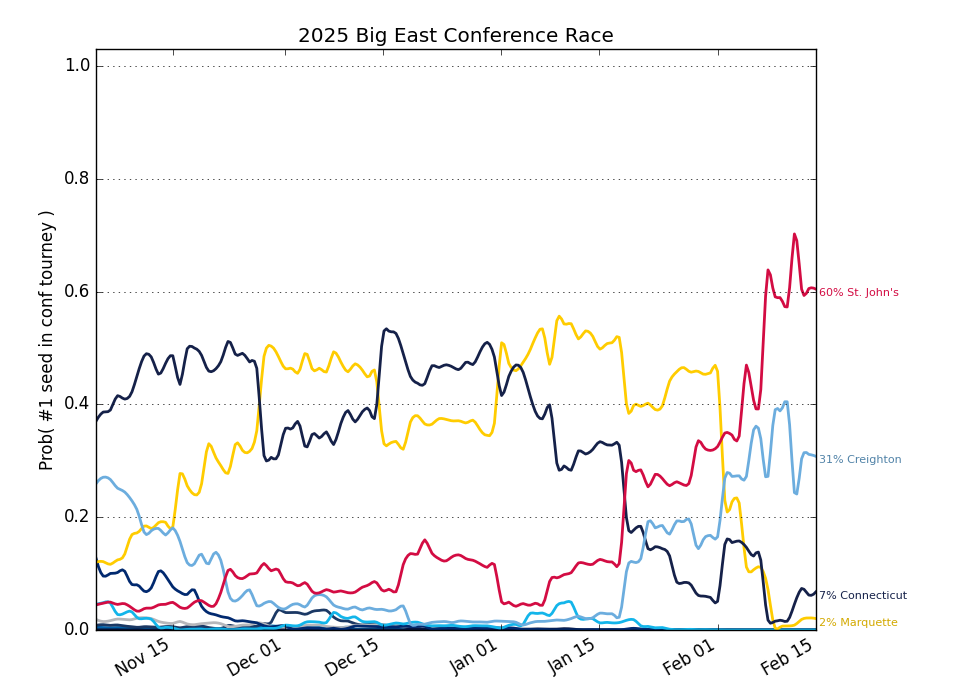 2025 Big East Conference Race
Prob( #1 seed in conf tourney )
1.0
0.8
0.6
0.4
0.2
0.0
60% St. John's
31% Creighton
7% Connecticut
2% Marquette
Nov 15
Dec 01
Dec 15
Jan 01
Jan 15
Feb 01
Feb 15